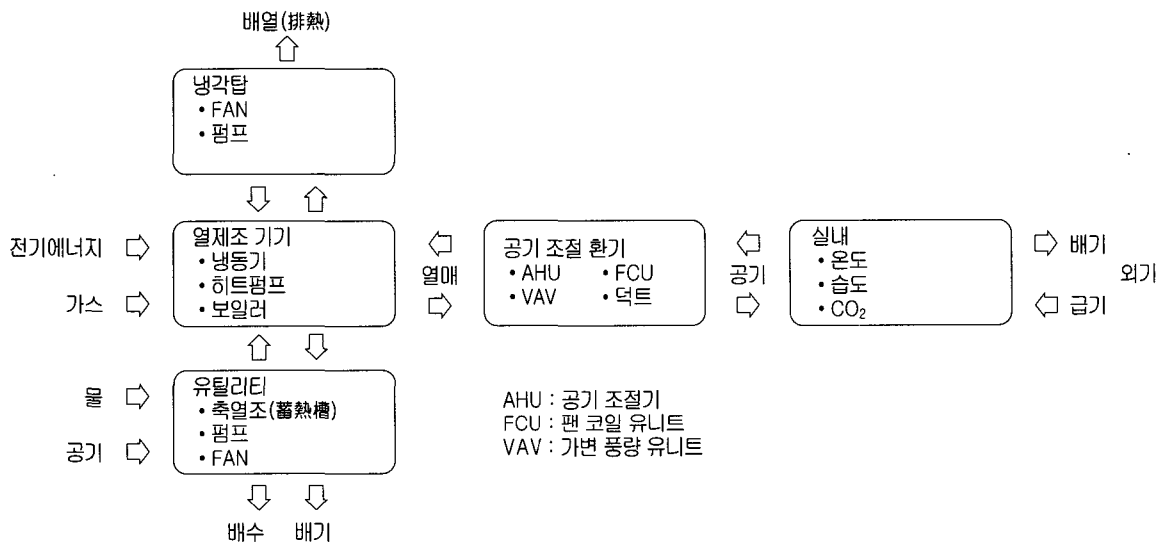 배열(排熱)
냉각탑
• FAN
• 펌프
전기에너지
가스
열제조 기기
• 냉동기
• 히트펌프
• 보일러
열매
공기 조절 환기
• AHU • FCU
• VAV • 덕트
공기
실내
• 온도
• 습도
• CO₂
배기
외기
급기
물
공기
유틸리티
• 축열조(蓄熱槽)
• 펌프
• FAN
배수 배기
AHU : 공기 조절기
FCU : 팬 코일 유니트
VAV : 가변 풍량 유니트